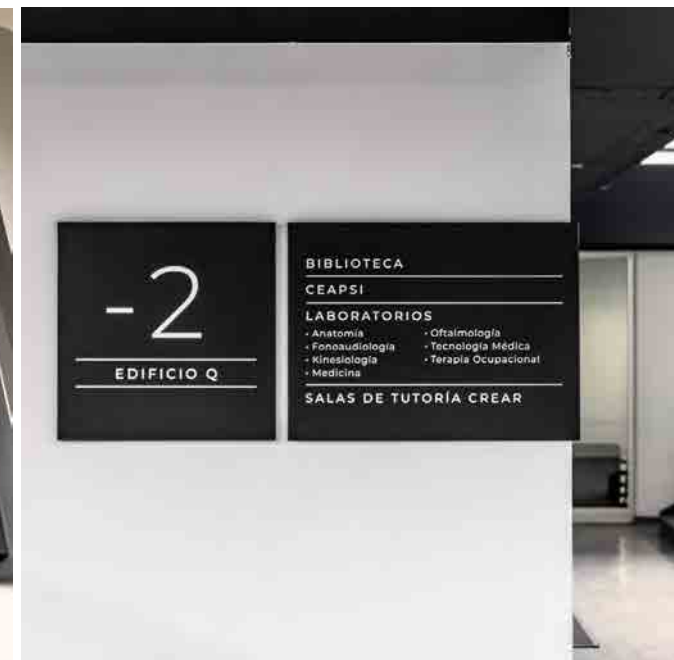 -2
EDIFICIO Q
BIBLIOTECA
CEAPSI
LABORATORIOS
• Anatomía
• Fonoaudiología
• Kinesiología
• Medicina
• Oftalmología
• Tecnología Médica
• Terapia Ocupacional
SALAS DE TUTORÍA CREAR